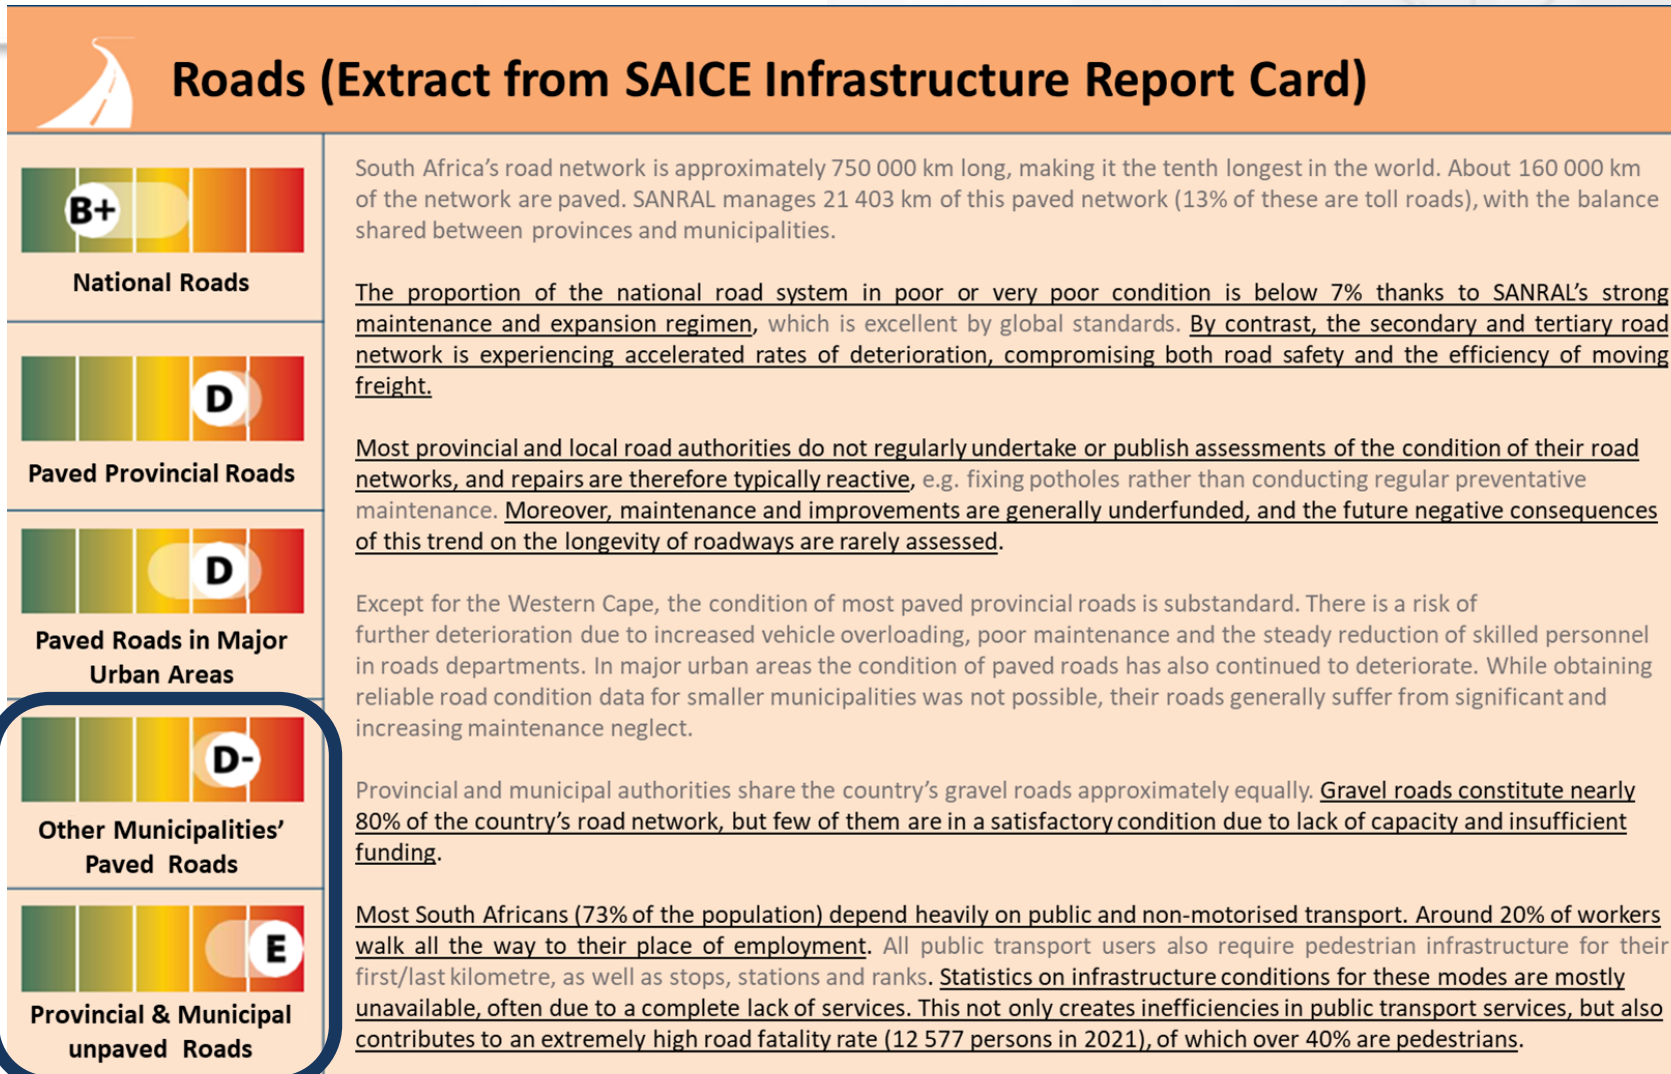 Roads (Extract from SAICE Infrastructure Report Card)
B+
National Roads
D
Paved Provincial Roads
D
Paved Roads in Major
Urban Areas
D-
Other Municipalities’
Paved Roads
E
Provincial & Municipal
unpaved Roads
South Africa’s road network is approximately 750 000 km long, making it the tenth longest in the world. About 160 000 km
of the network are paved. SANRAL manages 21 403 km of this paved network (13% of these are toll roads), with the balance
shared between provinces and municipalities.
The proportion of the national road system in poor or very poor condition is below 7% thanks to SANRAL’s strong
maintenance and expansion regimen, which is excellent by global standards. By contrast, the secondary and tertiary road
network is experiencing accelerated rates of deterioration, compromising both road safety and the efficiency of moving
freight.
Most provincial and local road authorities do not regularly undertake or publish assessments of the condition of their road
networks, and repairs are therefore typically reactive, e.g. fixing potholes rather than conducting regular preventative
maintenance. Moreover, maintenance and improvements are generally underfunded, and the future negative consequences
of this trend on the longevity of roadways are rarely assessed.
Except for the Western Cape, the condition of most paved provincial roads is substandard. There is a risk of
further deterioration due to increased vehicle overloading, poor maintenance and the steady reduction of skilled personnel
in roads departments. In major urban areas the condition of paved roads has also continued to deteriorate. While obtaining
reliable road condition data for smaller municipalities was not possible, their roads generally suffer from significant and
increasing maintenance neglect.
Provincial and municipal authorities share the country’s gravel roads approximately equally. Gravel roads constitute nearly
80% of the country’s road network, but few of them are in a satisfactory condition due to lack of capacity and insufficient
funding.
Most South Africans (73% of the population) depend heavily on public and non-motorised transport. Around 20% of workers
walk all the way to their place of employment. All public transport users also require pedestrian infrastructure for their
first/last kilometre, as well as stops, stations and ranks. Statistics on infrastructure conditions for these modes are mostly
unavailable, often due to a complete lack of services. This not only creates inefficiencies in public transport services, but also
contributes to an extremely high road fatality rate (12 577 persons in 2021), of which over 40% are pedestrians.